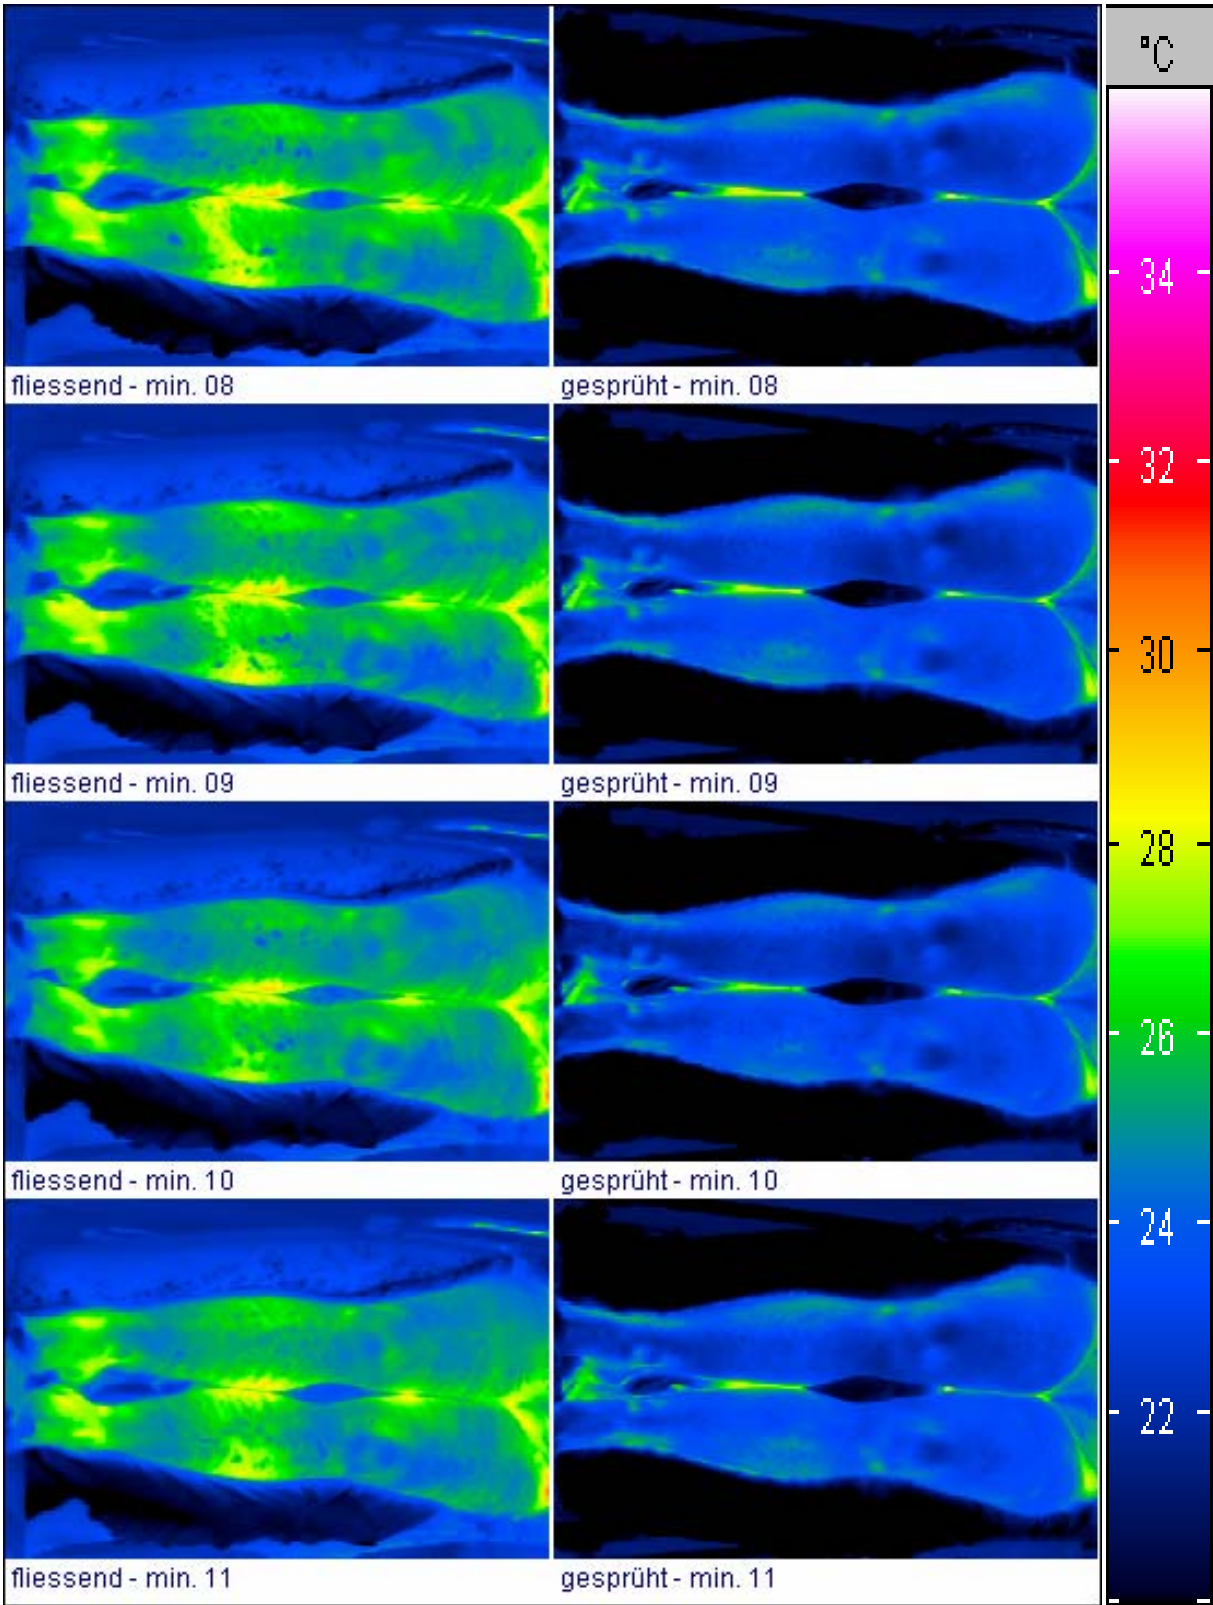 °C
fliessend - min. 08
gesprüht - min. 08
34
fliessend - min. 09
gesprüht - min. 09
32
30
28
fliessend - min. 10
gesprüht - min. 10
26
24
22
fliessend - min. 11
gesprüht - min. 11